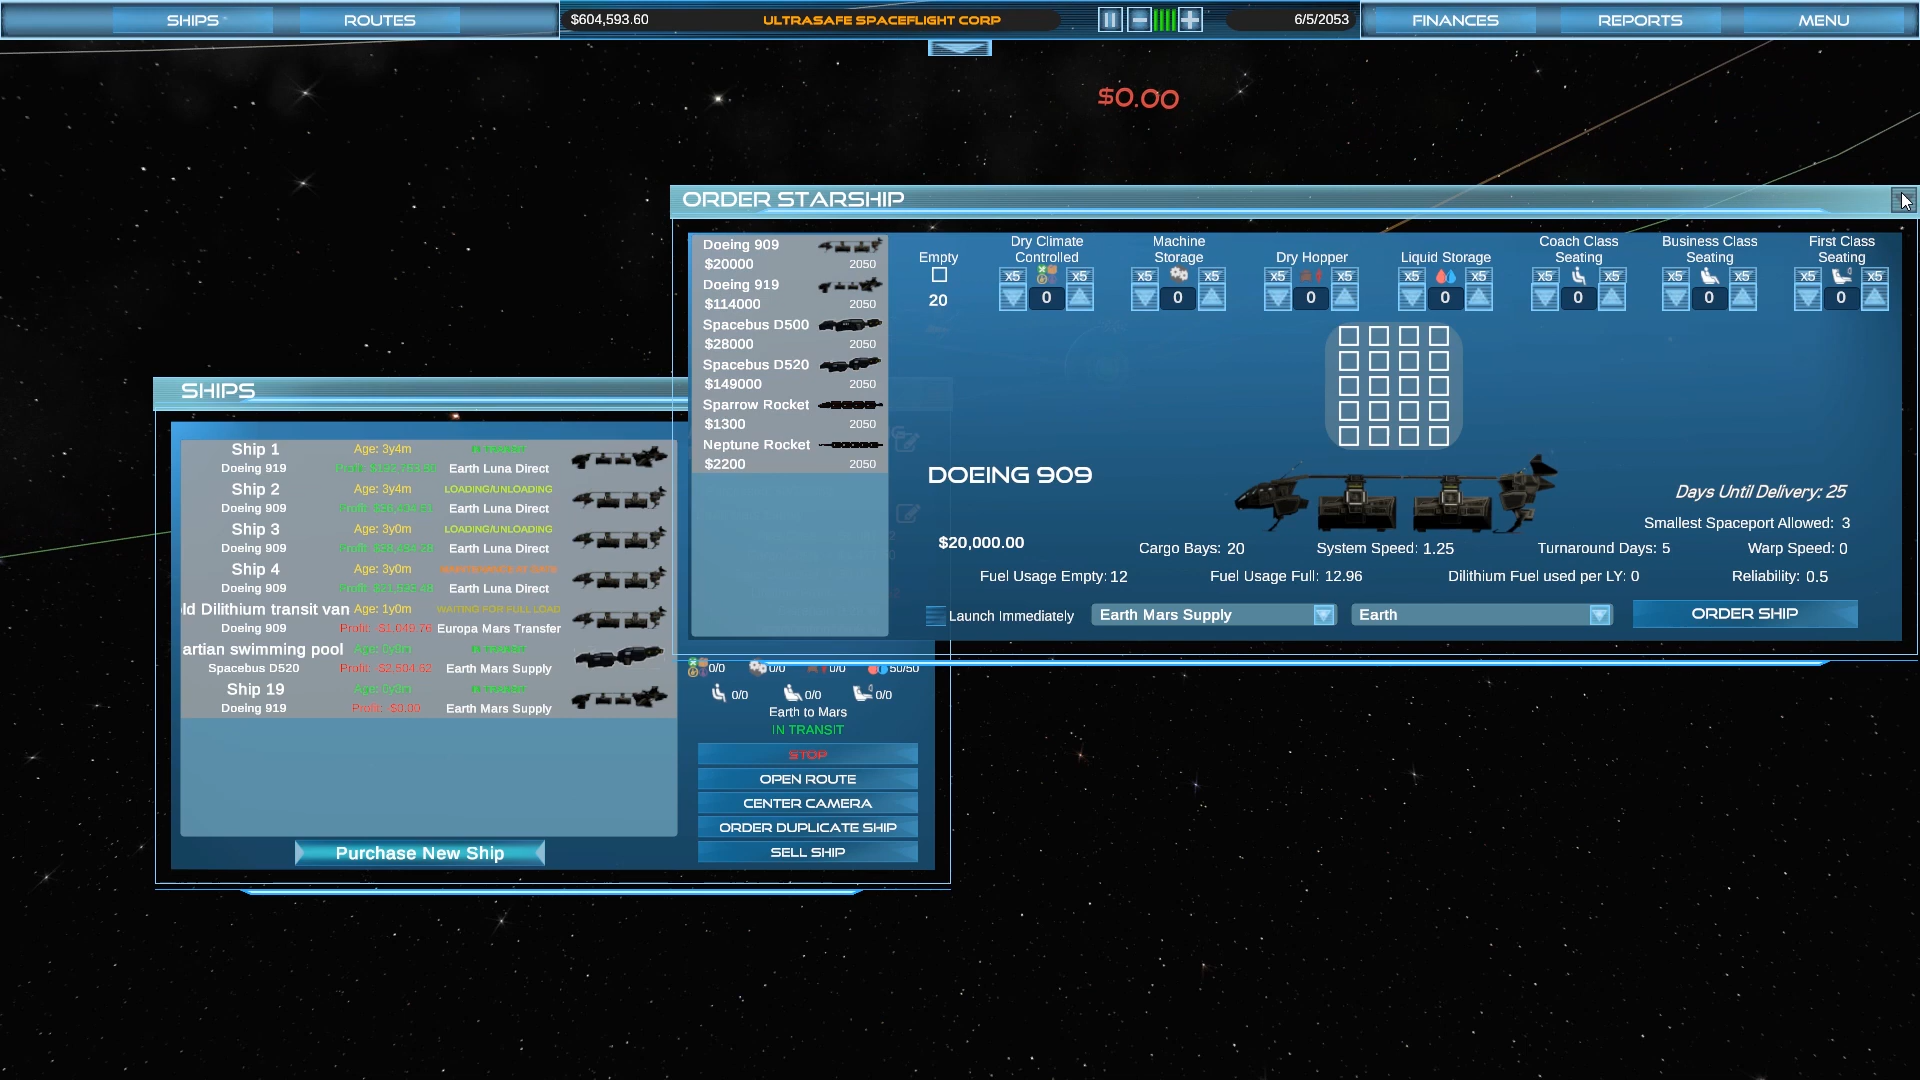 SHIPS
ROUTES
$604,593.60
ULTRASAFE SPACEFLIGHT CORP
6/5/2053
FINANCES
REPORTS
MENU
$0.00
ORDER STARSHIP
Doeing 909
$20000 2050
Doeing 919
$114000 2050
Spacebus D500
$28000 2050
Spacebus D520
$149000 2050
Sparrow Rocket
$1300 2050
Neptune Rocket
$2200 2050
Empty
20
Dry Climate Controlled
x5 x5
0
Machine Storage
x5 x5
0
Dry Hopper
x5 x5
0
Liquid Storage
x5 x5
0
Coach Class Seating
x5 x5
0
Business Class Seating
x5 x5
0
First Class Seating
x5 x5
0
DOEING 909
Days Until Delivery: 25
Smallest Spaceport Allowed: 3
$20,000.00
Cargo Bays: 20
System Speed: 1.25
Turnaround Days: 5
Warp Speed: 0
Fuel Usage Empty: 12
Fuel Usage Full: 12.96
Dilithium Fuel used per LY: 0
Reliability: 0.5
Launch Immediately
Earth Mars Supply
Earth
ORDER SHIP
SHIPS
Ship 1 Age: 3y4m
Doeing 919 Earth Luna Direct
Ship 2 Age: 3y4m LOADING/UNLOADING
Doeing 909 Earth Luna Direct
Ship 3 Age: 3y0m LOADING/UNLOADING
Doeing 909 Earth Luna Direct
Ship 4 Age: 3y0m
Doeing 909 Earth Luna Direct
ld Dilithium transit van Age: 1y0m WAITING FOR FULL LOAD
Doeing 909 Profit: -$1,049.76 Europa Mars Transfer
artian swimming pool
Spacebus D520 Profit: -$2,504.62 Earth Mars Supply
Ship 19
Doeing 919 Profit: -$0.00 Earth Mars Supply
Purchase New Ship
0/0 0/0 0/0 50/50
0/0 0/0 0/0
Earth to Mars
IN TRANSIT
STOP
OPEN ROUTE
CENTER CAMERA
ORDER DUPLICATE SHIP
SELL SHIP